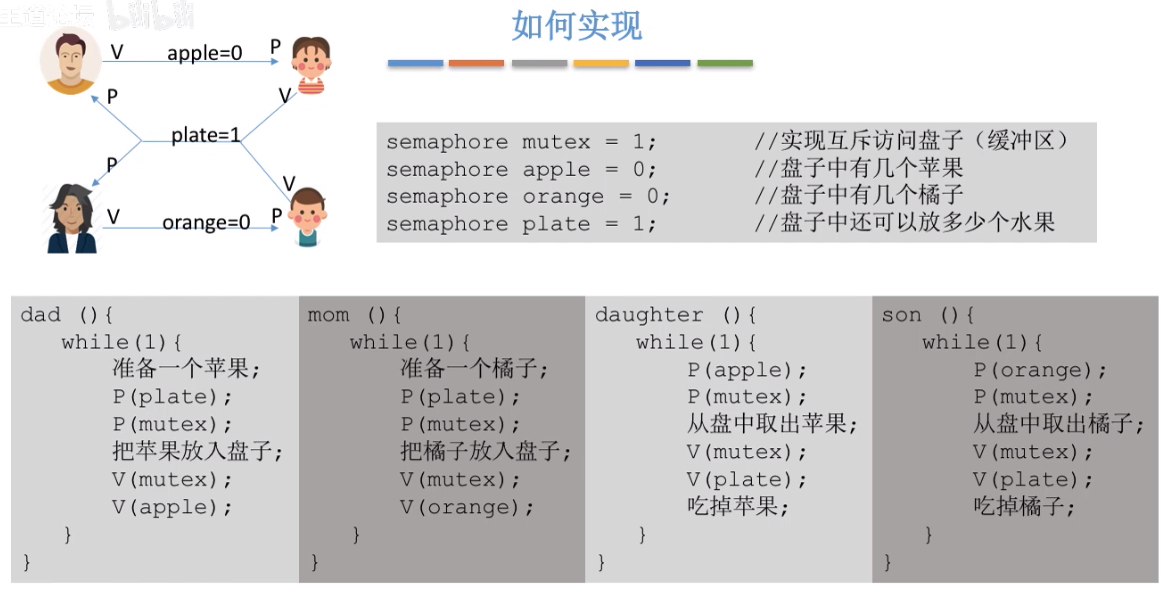 如何实现
V apple=0 P
P V
plate=1
P V
V orange=0 P
semaphore mutex = 1; //实现互斥访问盘子（缓冲区）
semaphore apple = 0; //盘子中有几个苹果
semaphore orange = 0; //盘子中有几个橘子
semaphore plate = 1; //盘子中还可以放多少个水果
dad (){
while(1){
准备一个苹果;
P(plate);
P(mutex);
把苹果放入盘子;
V(mutex);
V(apple);
}
}
mom (){
while(1){
准备一个橘子;
P(plate);
P(mutex);
把橘子放入盘子;
V(mutex);
V(orange);
}
}
daughter (){
while(1){
P(apple);
P(mutex);
从盘中取出苹果;
V(mutex);
V(plate);
吃掉苹果;
}
}
son (){
while(1){
P(orange);
P(mutex);
从盘中取出橘子;
V(mutex);
V(plate);
吃掉橘子;
}
}